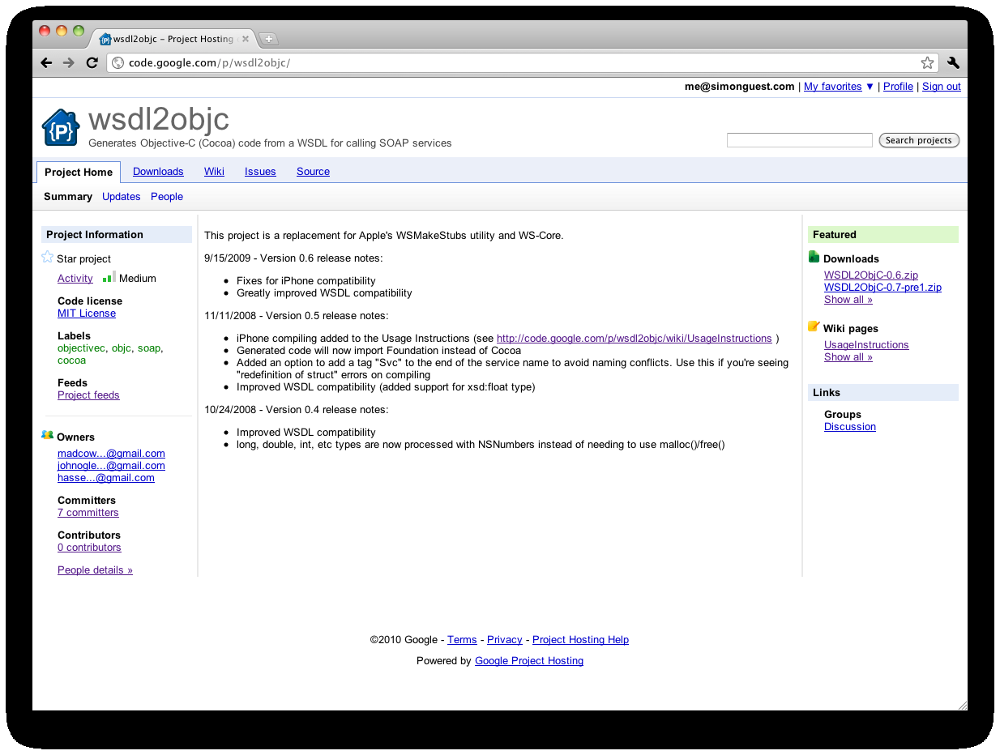 wsdl2objc – Project Hosting
code.google.com/p/wsdl2objc/
me@simonguest.com | My favorites ▼ | Profile | Sign out
{P}
wsdl2objc
Generates Objective-C (Cocoa) code from a WSDL for calling SOAP services
Search projects
Project Home Downloads Wiki Issues Source
Summary Updates People
Project Information
Star project
Activity Medium
Code license
MIT License
Labels
objectivec, objc, soap,
cocoa
Feeds
Project feeds
Owners
madcow...@gmail.com
johnogle...@gmail.com
hasse...@gmail.com
Committers
7 committers
Contributors
0 contributors
People details »
This project is a replacement for Apple's WSMakeStubs utility and WS-Core.
9/15/2009 - Version 0.6 release notes:
• Fixes for iPhone compatibility
• Greatly improved WSDL compatibility
11/11/2008 - Version 0.5 release notes:
• iPhone compiling added to the Usage Instructions (see http://code.google.com/p/wsdl2objc/wiki/UsageInstructions )
• Generated code will now import Foundation instead of Cocoa
• Added an option to add a tag "Svc" to the end of the service name to avoid naming conflicts. Use this if you're seeing
"redefinition of struct" errors on compiling
• Improved WSDL compatibility (added support for xsd:float type)
10/24/2008 - Version 0.4 release notes:
• Improved WSDL compatibility
• long, double, int, etc types are now processed with NSNumbers instead of needing to use malloc()/free()
Featured
Downloads
WSDL2ObjC-0.6.zip
WSDL2ObjC-0.7-pre1.zip
Show all »
Wiki pages
UsageInstructions
Show all »
Links
Groups
Discussion
©2010 Google - Terms - Privacy - Project Hosting Help
Powered by Google Project Hosting